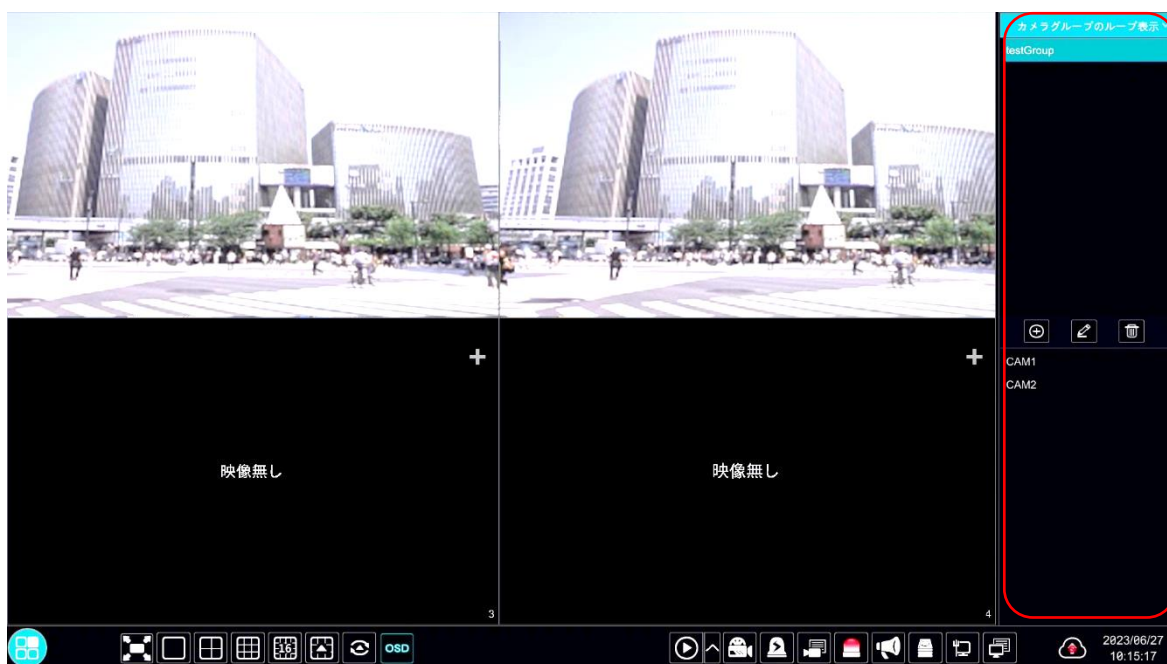 カメラグループのループ表示
testGroup
CAM1
CAM2
映像無し
映像無し
3
4
16
OSD
2023/06/27
10:15:17